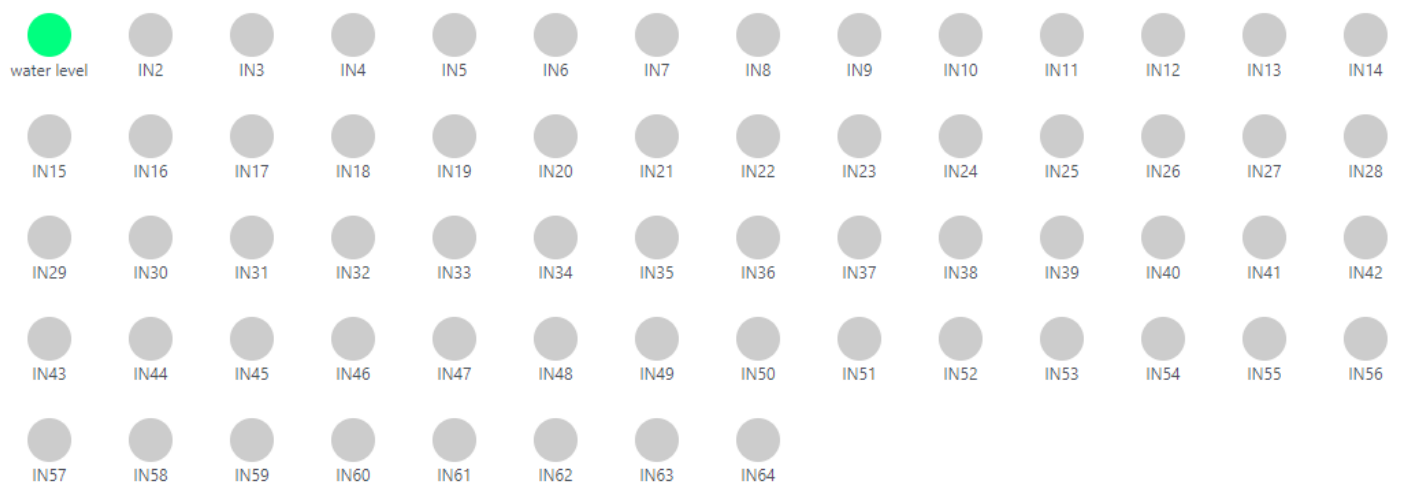 water level IN2 IN3 IN4 IN5 IN6 IN7 IN8 IN9 IN10 IN11 IN12 IN13 IN14
IN15 IN16 IN17 IN18 IN19 IN20 IN21 IN22 IN23 IN24 IN25 IN26 IN27 IN28
IN29 IN30 IN31 IN32 IN33 IN34 IN35 IN36 IN37 IN38 IN39 IN40 IN41 IN42
IN43 IN44 IN45 IN46 IN47 IN48 IN49 IN50 IN51 IN52 IN53 IN54 IN55 IN56
IN57 IN58 IN59 IN60 IN61 IN62 IN63 IN64